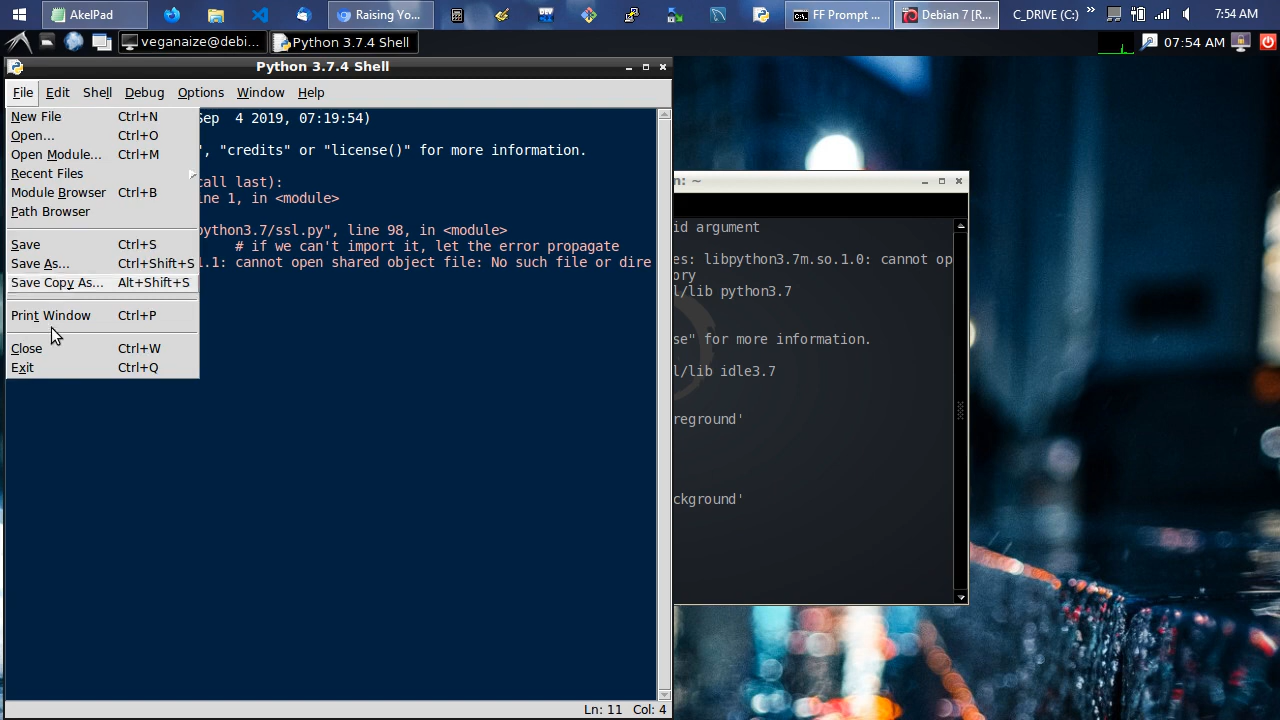 AkelPad
Raising Yo...
FF Prompt ...
Debian 7 [R...
C_DRIVE (C:)
7:54 AM
veganaize@debi...
Python 3.7.4 Shell
07:54 AM
Python 3.7.4 Shell
File Edit Shell Debug Options Window Help
New File Ctrl+N
Open... Ctrl+O
Open Module... Ctrl+M
Recent Files
Module Browser Ctrl+B
Path Browser
Save Ctrl+S
Save As... Ctrl+Shift+S
Save Copy As... Alt+Shift+S
Print Window Ctrl+P
Close Ctrl+W
Exit Ctrl+Q
Sep 4 2019, 07:19:54)
", "credits" or "license()" for more information.
call last):
ine 1, in <module>
python3.7/ssl.py", line 98, in <module>
# if we can't import it, let the error propagate
1.1: cannot open shared object file: No such file or dire
Ln: 11 Col: 4
n: ~
id argument
es: libpython3.7m.so.1.0: cannot op
ory
l/lib python3.7
se" for more information.
l/lib idle3.7
reground'
ckground'